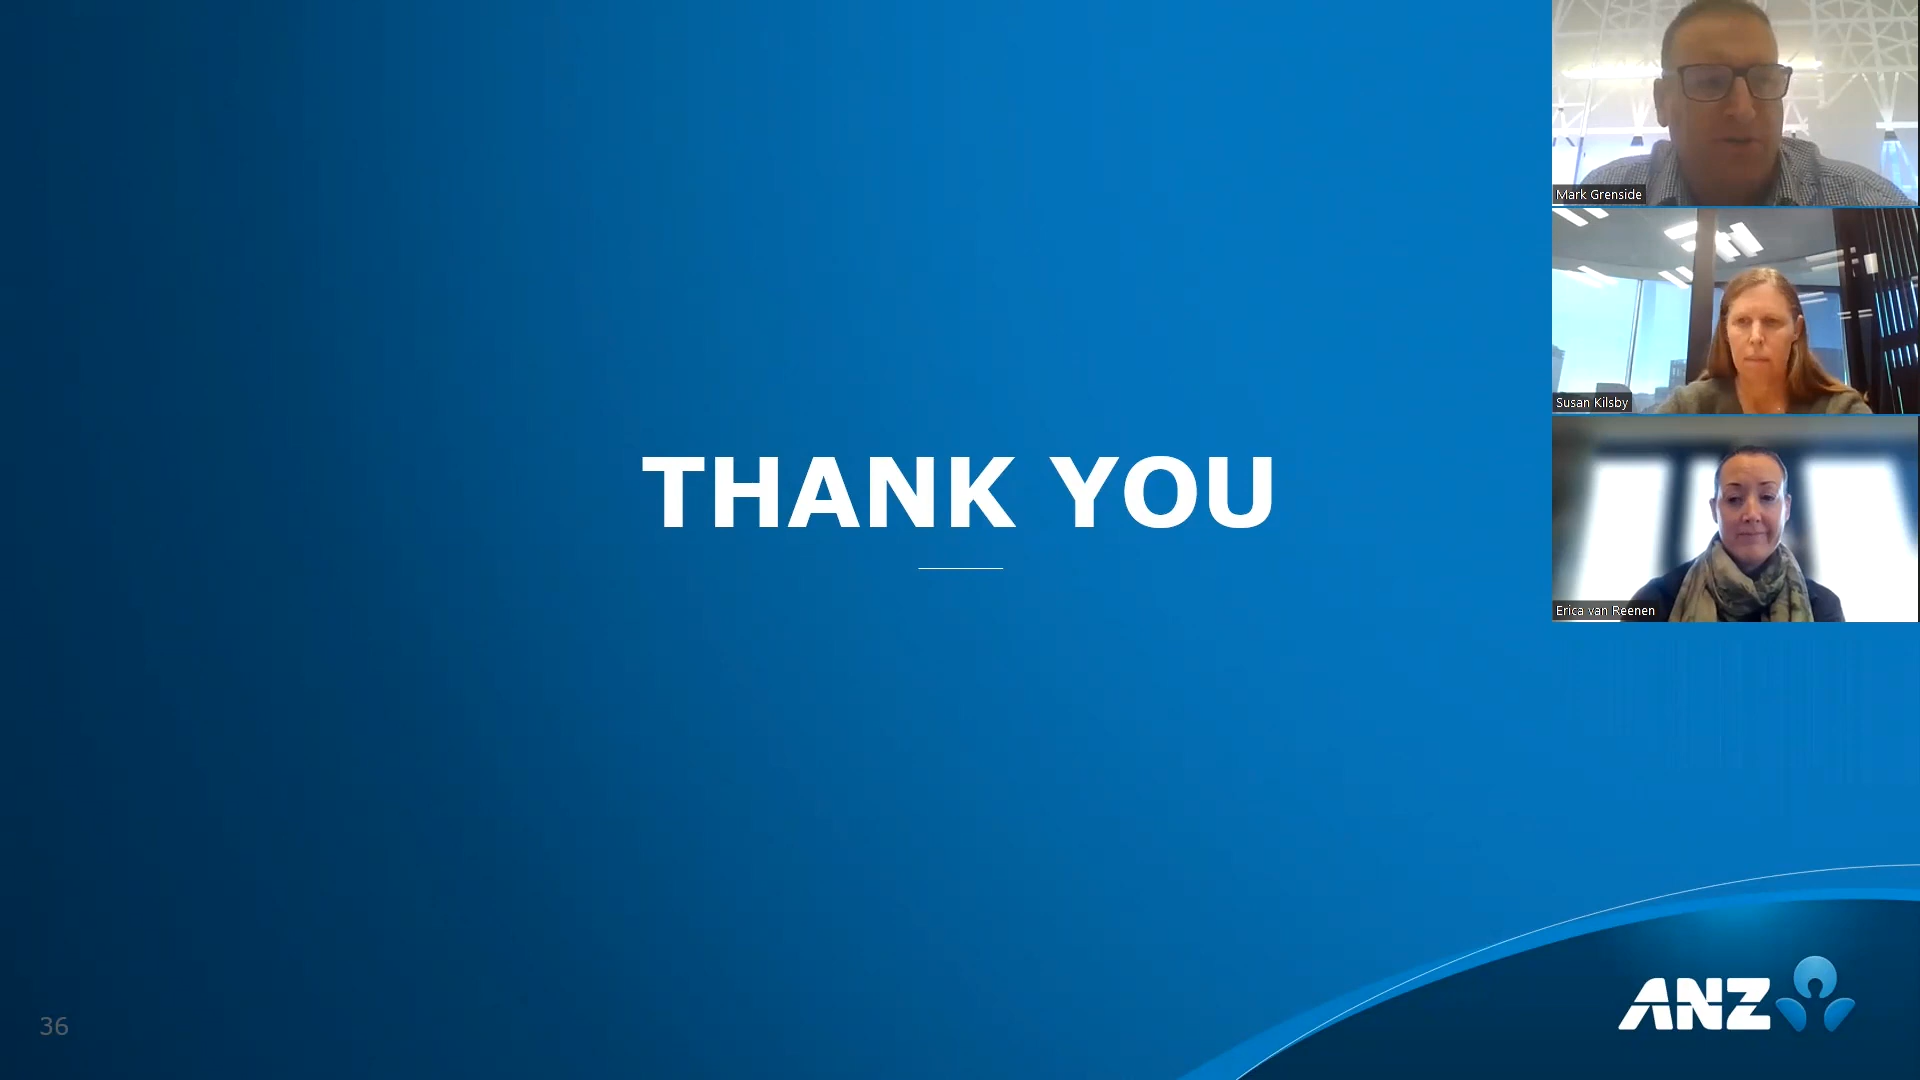 THANK YOU
Mark Grenside
Susan Kilsby
Erica van Reenen
36
ANZ